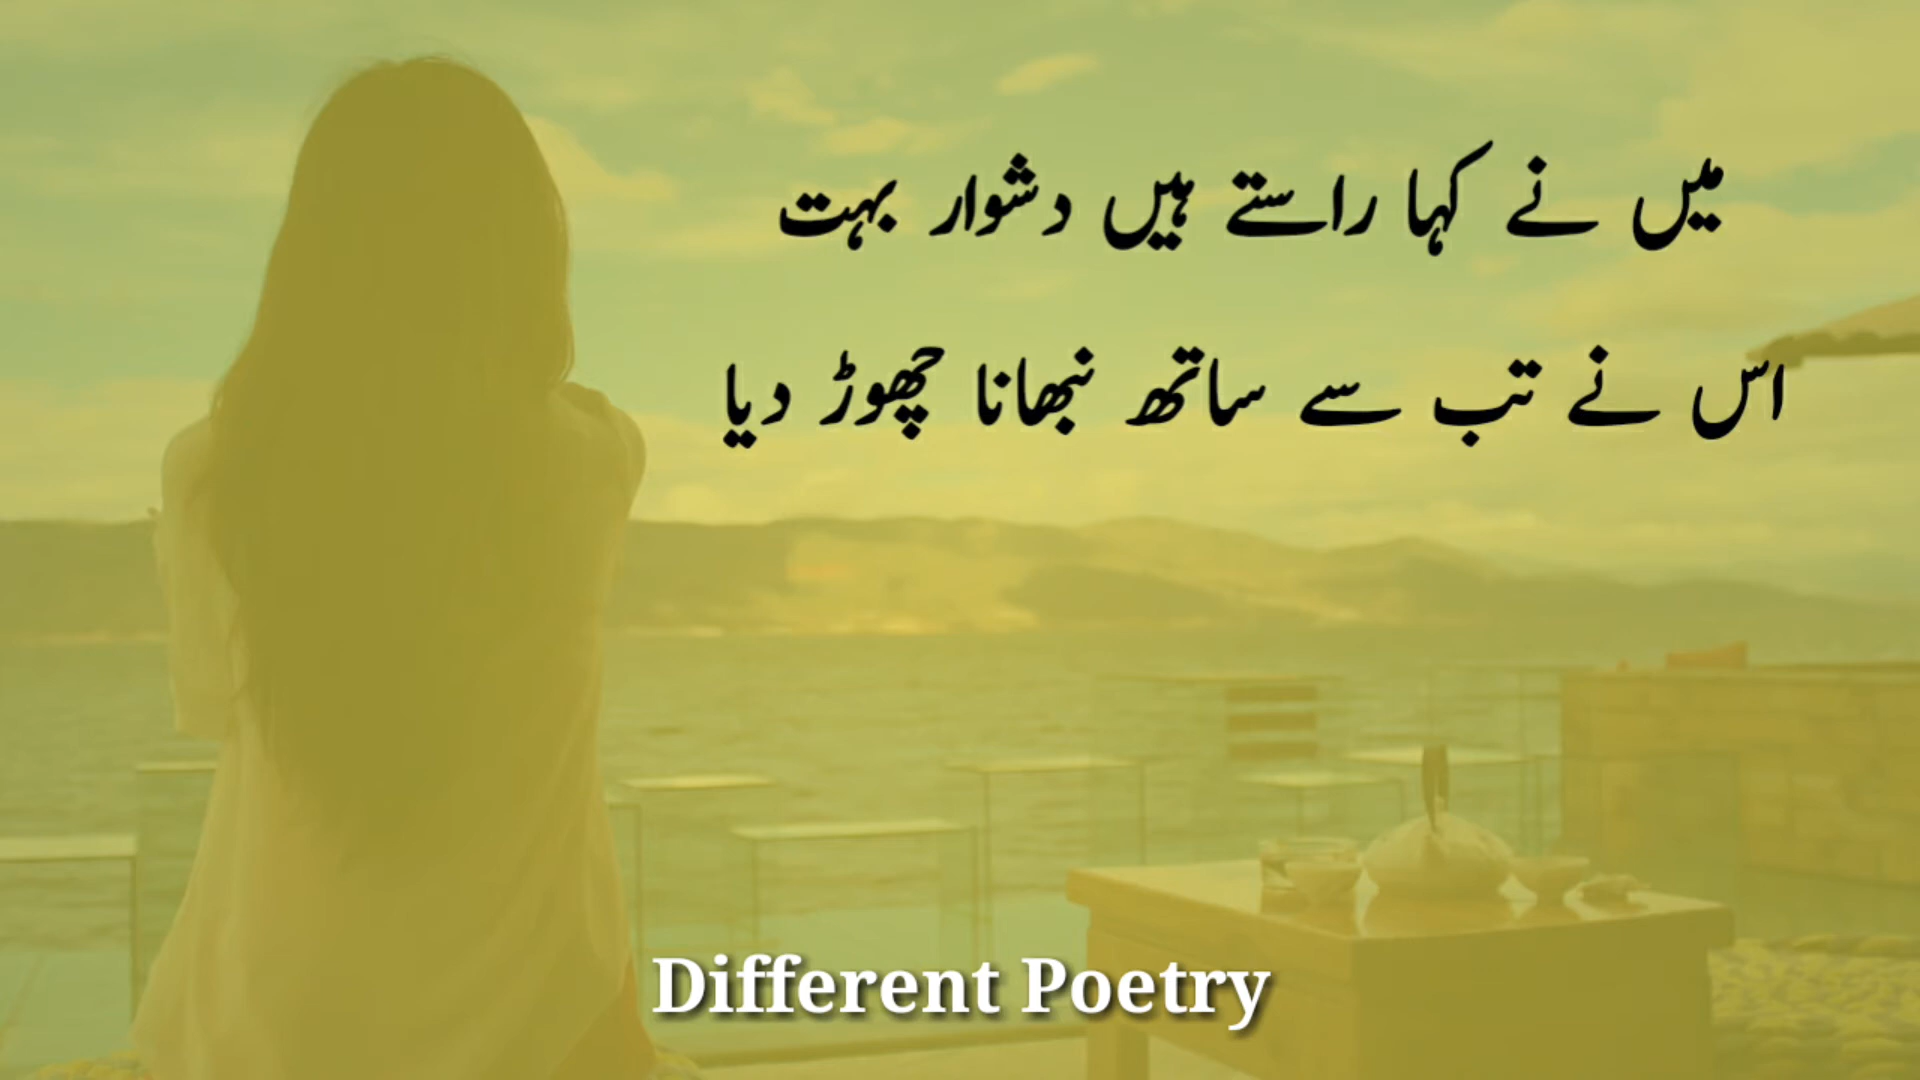 میں نے کہا راستے ہیں دشوار بہت
اس نے تب سے ساتھ نبھانا چھوڑ دیا
Different Poetry